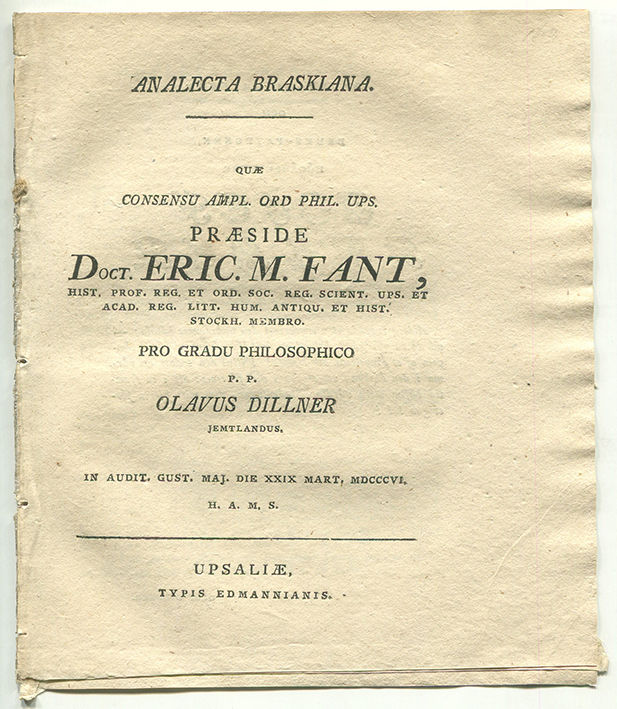 ANALECTA BRASKIANA.
QUÆ
CONSENSU AMPL. ORD PHIL. UPS.
PRÆSIDE
DOCT. ERIC. M. FANT,
HIST. PROF. REG. ET ORD. SOC. REG. SCIENT. UPS. ET
ACAD. REG. LITT. HUM. ANTIQU. ET HIST.
STOCKH. MEMBRO.
PRO GRADU PHILOSOPHICO
P. P.
OLAVUS DILLNER
JEMTLANDUS.
IN AUDIT. GUST. MAJ. DIE XXIX MART. MDCCCVI.
H. A. M. S.
UPSALIÆ,
TYPIS EDMANNIANIS.